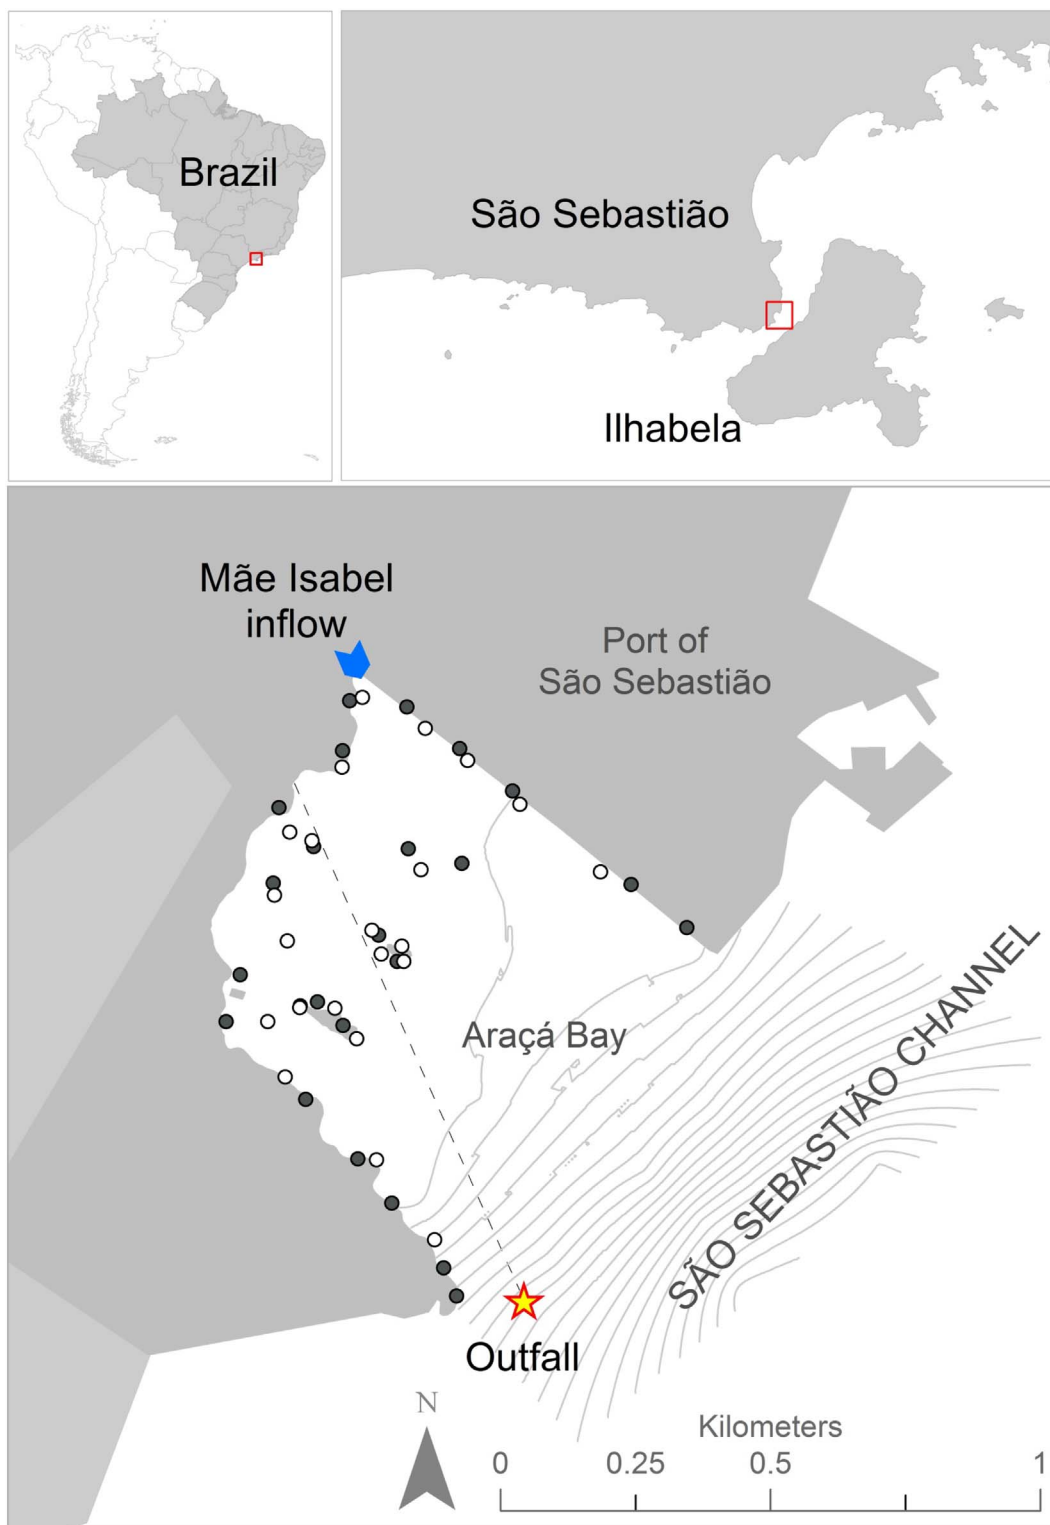 Brazil
São Sebastião
Ilhabela
Mãe Isabel
inflow
Port of
São Sebastião
Araçá Bay
SÃO SEBASTIÃO CHANNEL
Outfall
N
Kilometers
0 0.25 0.5 1